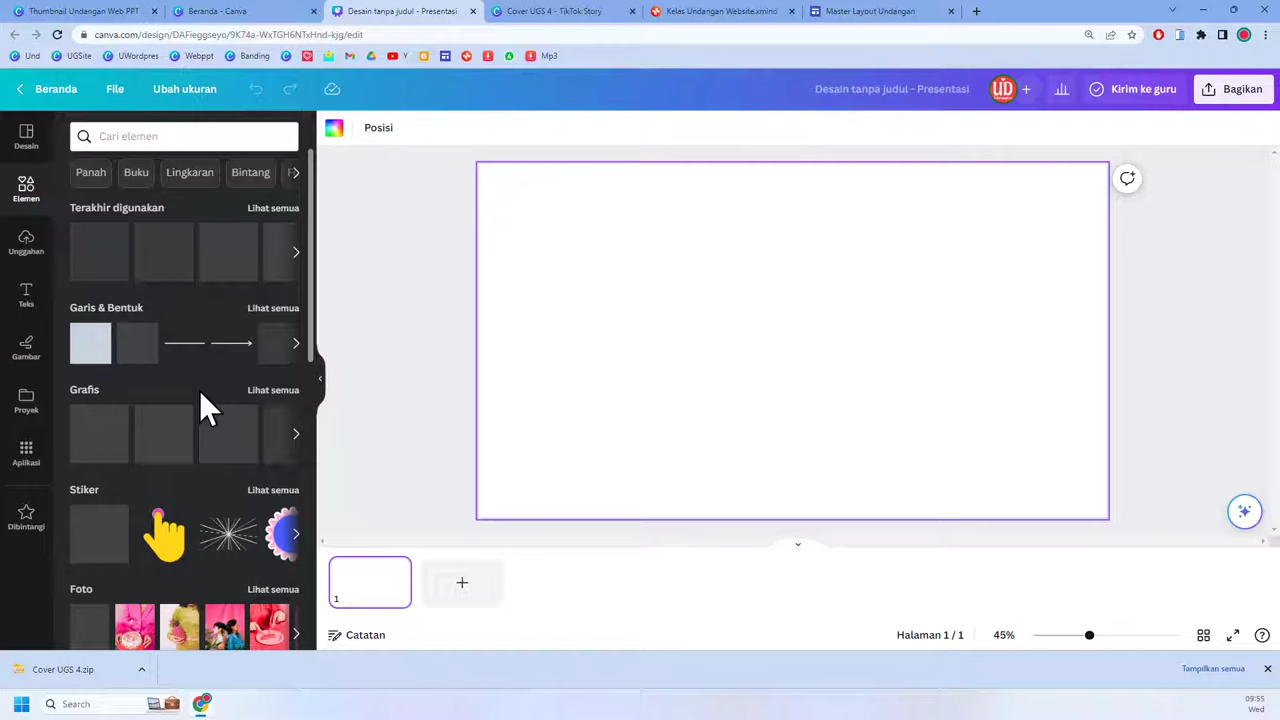 Thumbnail Undangan Web PPT
Beranda - Canva
Desain tanpa judul - Presentasi
Cover UGS 4 - TikTok Story
Kelas Undangan Website.xmind
Master Layout Undangan
canva.com/design/DAFieggseyo/9K74a-WxTGH6NTxHnd-kjg/edit
Und
UGSite
UWordpres
Webppt
Banding
Y
Mp3
Beranda
File
Ubah ukuran
Desain tanpa judul - Presentasi
UD
Kirim ke guru
Bagikan
Desain
Elemen
Unggahan
Teks
Gambar
Proyek
Aplikasi
Dibintangi
Cari elemen
Panah
Buku
Lingkaran
Bintang
Terakhir digunakan
Lihat semua
Garis & Bentuk
Lihat semua
Grafis
Lihat semua
Stiker
Lihat semua
Foto
Lihat semua
Posisi
1
Catatan
Halaman 1 / 1
45%
Cover UGS 4.zip
Tampilkan semua
Search
09:55
Wed